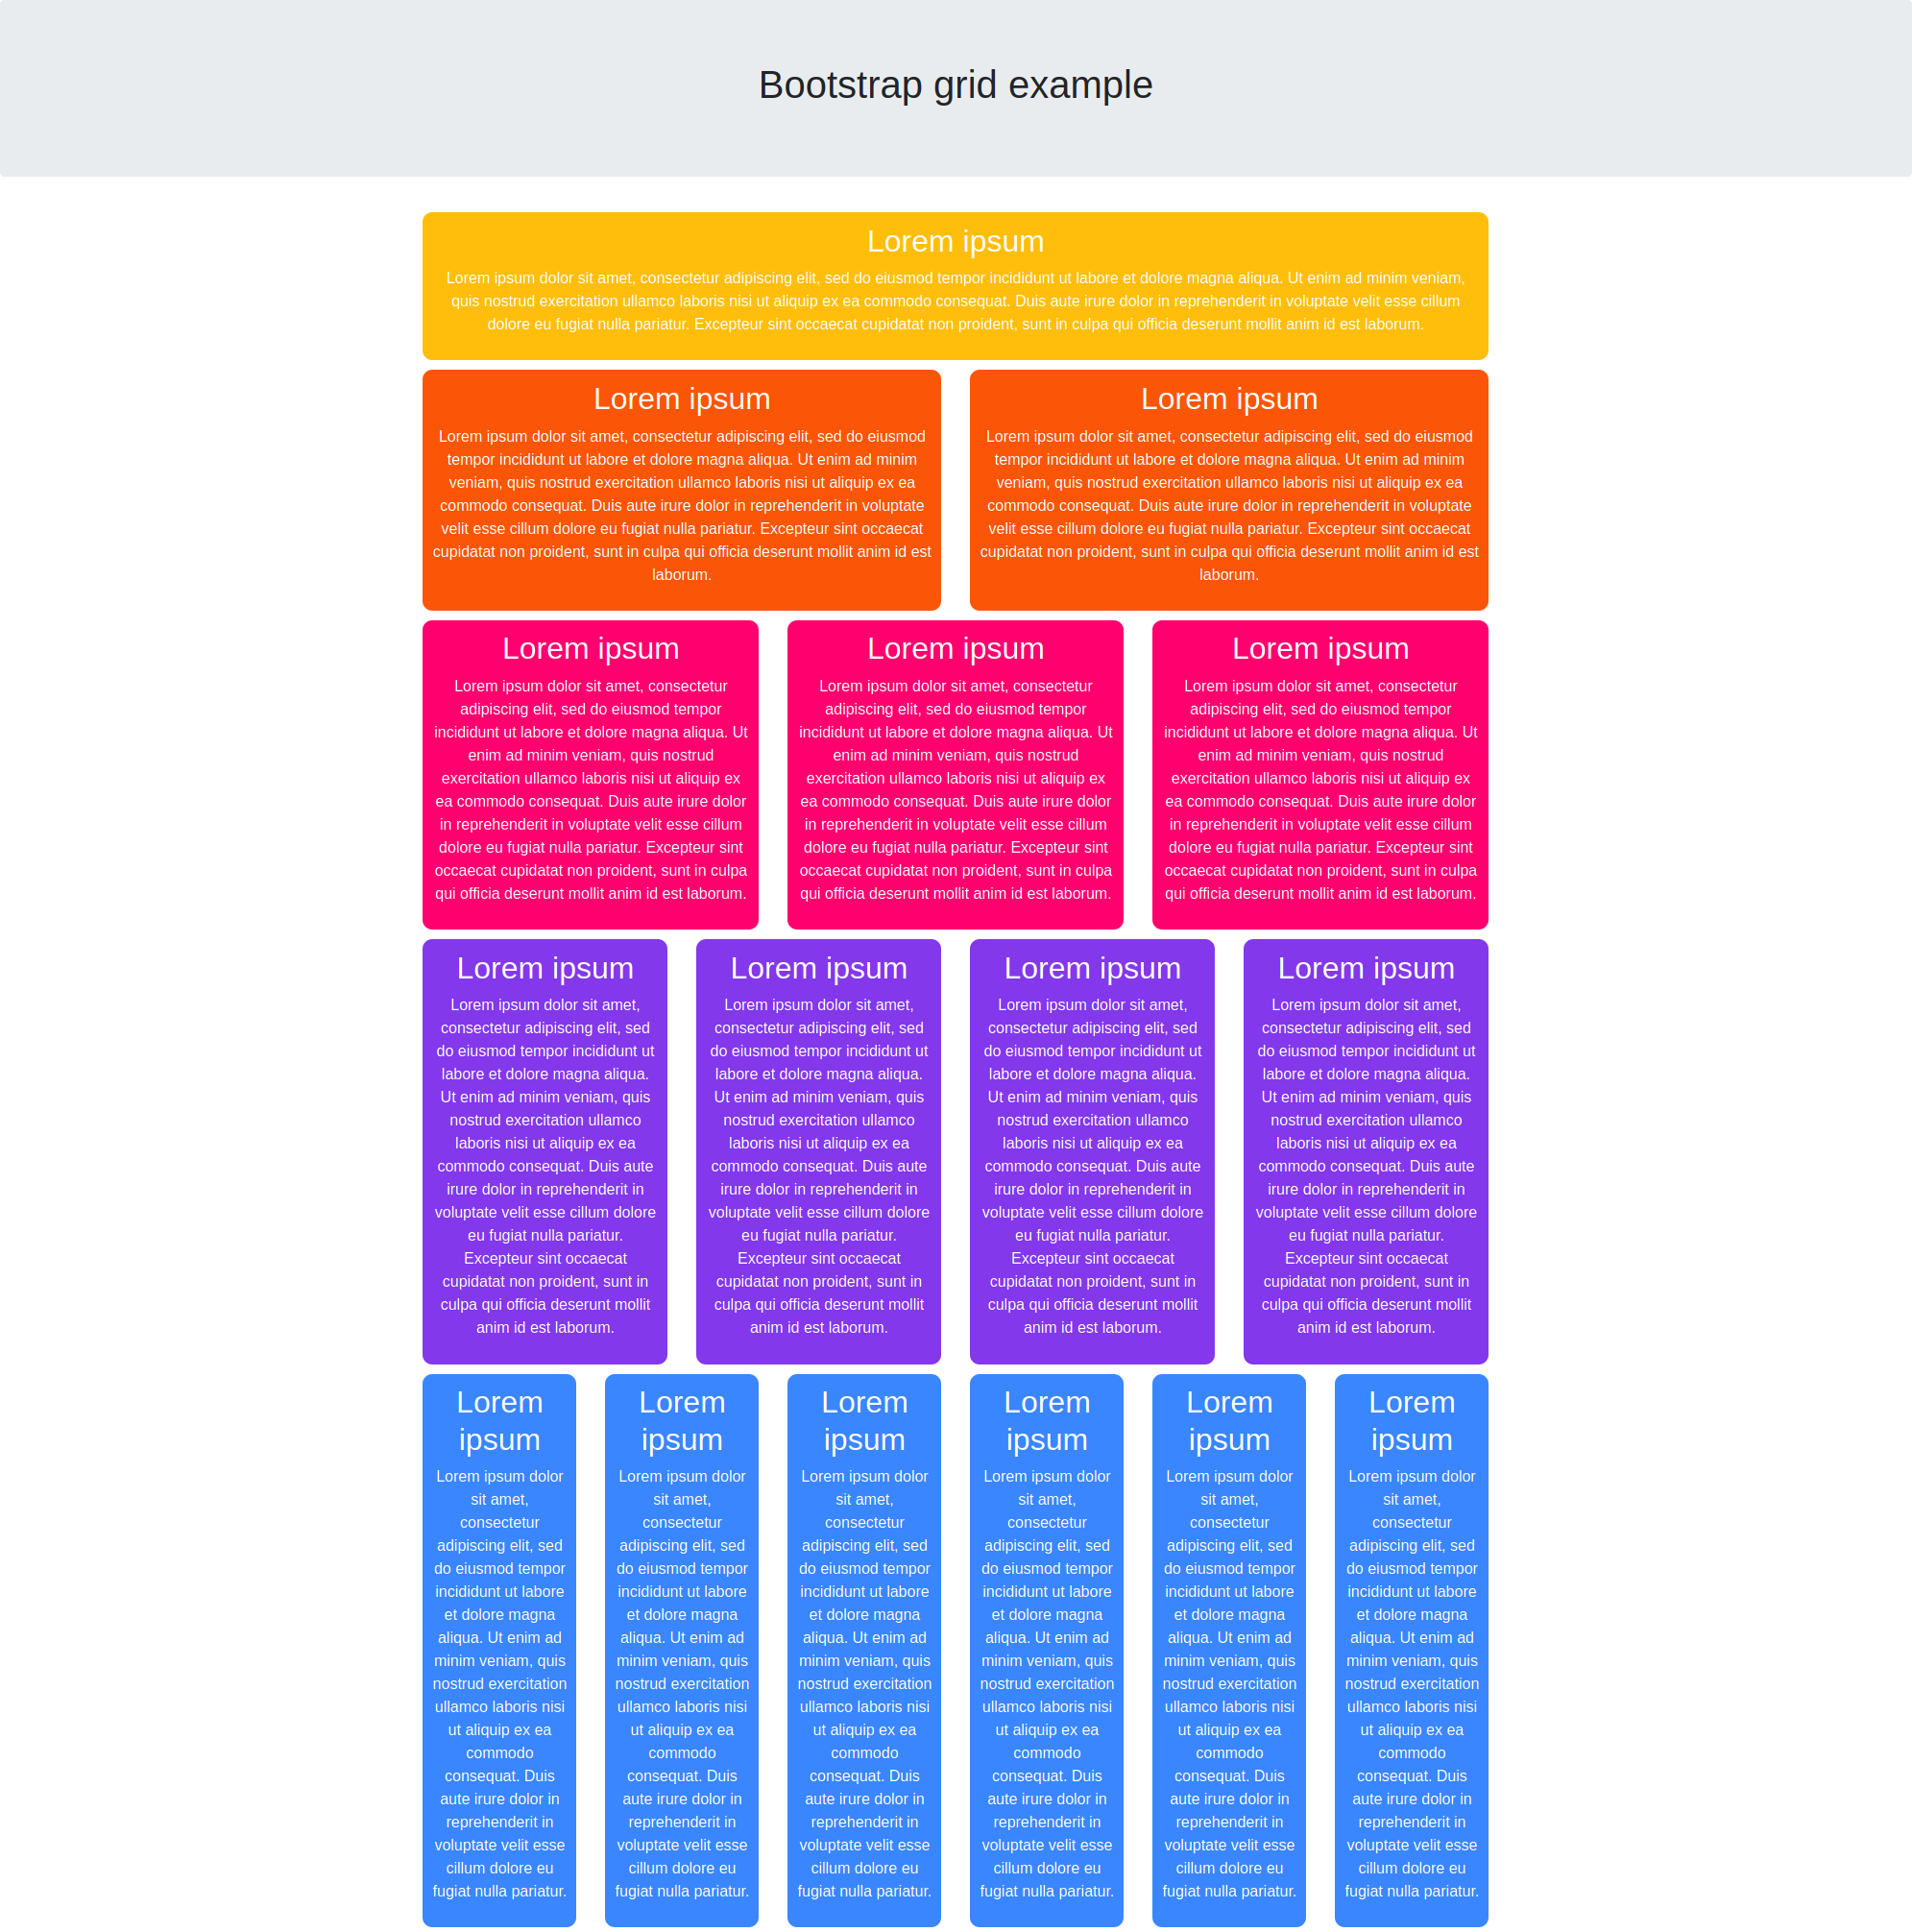 Bootstrap grid example
Lorem ipsum
Lorem ipsum dolor sit amet, consectetur adipiscing elit, sed do eiusmod tempor incididunt ut labore et dolore magna aliqua. Ut enim ad minim veniam,
quis nostrud exercitation ullamco laboris nisi ut aliquip ex ea commodo consequat. Duis aute irure dolor in reprehenderit in voluptate velit esse cillum
dolore eu fugiat nulla pariatur. Excepteur sint occaecat cupidatat non proident, sunt in culpa qui officia deserunt mollit anim id est laborum.
Lorem ipsum
Lorem ipsum dolor sit amet, consectetur adipiscing elit, sed do eiusmod
tempor incididunt ut labore et dolore magna aliqua. Ut enim ad minim
veniam, quis nostrud exercitation ullamco laboris nisi ut aliquip ex ea
commodo consequat. Duis aute irure dolor in reprehenderit in voluptate
velit esse cillum dolore eu fugiat nulla pariatur. Excepteur sint occaecat
cupidatat non proident, sunt in culpa qui officia deserunt mollit anim id est
laborum.
Lorem ipsum
Lorem ipsum dolor sit amet, consectetur adipiscing elit, sed do eiusmod
tempor incididunt ut labore et dolore magna aliqua. Ut enim ad minim
veniam, quis nostrud exercitation ullamco laboris nisi ut aliquip ex ea
commodo consequat. Duis aute irure dolor in reprehenderit in voluptate
velit esse cillum dolore eu fugiat nulla pariatur. Excepteur sint occaecat
cupidatat non proident, sunt in culpa qui officia deserunt mollit anim id est
laborum.
Lorem ipsum
Lorem ipsum dolor sit amet, consectetur
adipiscing elit, sed do eiusmod tempor
incididunt ut labore et dolore magna aliqua. Ut
enim ad minim veniam, quis nostrud
exercitation ullamco laboris nisi ut aliquip ex
ea commodo consequat. Duis aute irure dolor
in reprehenderit in voluptate velit esse cillum
dolore eu fugiat nulla pariatur. Excepteur sint
occaecat cupidatat non proident, sunt in culpa
qui officia deserunt mollit anim id est laborum.
Lorem ipsum
Lorem ipsum dolor sit amet, consectetur
adipiscing elit, sed do eiusmod tempor
incididunt ut labore et dolore magna aliqua. Ut
enim ad minim veniam, quis nostrud
exercitation ullamco laboris nisi ut aliquip ex
ea commodo consequat. Duis aute irure dolor
in reprehenderit in voluptate velit esse cillum
dolore eu fugiat nulla pariatur. Excepteur sint
occaecat cupidatat non proident, sunt in culpa
qui officia deserunt mollit anim id est laborum.
Lorem ipsum
Lorem ipsum dolor sit amet, consectetur
adipiscing elit, sed do eiusmod tempor
incididunt ut labore et dolore magna aliqua. Ut
enim ad minim veniam, quis nostrud
exercitation ullamco laboris nisi ut aliquip ex
ea commodo consequat. Duis aute irure dolor
in reprehenderit in voluptate velit esse cillum
dolore eu fugiat nulla pariatur. Excepteur sint
occaecat cupidatat non proident, sunt in culpa
qui officia deserunt mollit anim id est laborum.
Lorem ipsum
Lorem ipsum dolor sit amet,
consectetur adipiscing elit, sed
do eiusmod tempor incididunt ut
labore et dolore magna aliqua.
Ut enim ad minim veniam, quis
nostrud exercitation ullamco
laboris nisi ut aliquip ex ea
commodo consequat. Duis aute
irure dolor in reprehenderit in
voluptate velit esse cillum dolore
eu fugiat nulla pariatur.
Excepteur sint occaecat
cupidatat non proident, sunt in
culpa qui officia deserunt mollit
anim id est laborum.
Lorem ipsum
Lorem ipsum dolor sit amet,
consectetur adipiscing elit, sed
do eiusmod tempor incididunt ut
labore et dolore magna aliqua.
Ut enim ad minim veniam, quis
nostrud exercitation ullamco
laboris nisi ut aliquip ex ea
commodo consequat. Duis aute
irure dolor in reprehenderit in
voluptate velit esse cillum dolore
eu fugiat nulla pariatur.
Excepteur sint occaecat
cupidatat non proident, sunt in
culpa qui officia deserunt mollit
anim id est laborum.
Lorem ipsum
Lorem ipsum dolor sit amet,
consectetur adipiscing elit, sed
do eiusmod tempor incididunt ut
labore et dolore magna aliqua.
Ut enim ad minim veniam, quis
nostrud exercitation ullamco
laboris nisi ut aliquip ex ea
commodo consequat. Duis aute
irure dolor in reprehenderit in
voluptate velit esse cillum dolore
eu fugiat nulla pariatur.
Excepteur sint occaecat
cupidatat non proident, sunt in
culpa qui officia deserunt mollit
anim id est laborum.
Lorem ipsum
Lorem ipsum dolor sit amet,
consectetur adipiscing elit, sed
do eiusmod tempor incididunt ut
labore et dolore magna aliqua.
Ut enim ad minim veniam, quis
nostrud exercitation ullamco
laboris nisi ut aliquip ex ea
commodo consequat. Duis aute
irure dolor in reprehenderit in
voluptate velit esse cillum dolore
eu fugiat nulla pariatur.
Excepteur sint occaecat
cupidatat non proident, sunt in
culpa qui officia deserunt mollit
anim id est laborum.
Lorem
ipsum
Lorem ipsum dolor
sit amet,
consectetur
adipiscing elit, sed
do eiusmod tempor
incididunt ut labore
et dolore magna
aliqua. Ut enim ad
minim veniam, quis
nostrud exercitation
ullamco laboris nisi
ut aliquip ex ea
commodo
consequat. Duis
aute irure dolor in
reprehenderit in
voluptate velit esse
cillum dolore eu
fugiat nulla pariatur.
Lorem
ipsum
Lorem ipsum dolor
sit amet,
consectetur
adipiscing elit, sed
do eiusmod tempor
incididunt ut labore
et dolore magna
aliqua. Ut enim ad
minim veniam, quis
nostrud exercitation
ullamco laboris nisi
ut aliquip ex ea
commodo
consequat. Duis
aute irure dolor in
reprehenderit in
voluptate velit esse
cillum dolore eu
fugiat nulla pariatur.
Lorem
ipsum
Lorem ipsum dolor
sit amet,
consectetur
adipiscing elit, sed
do eiusmod tempor
incididunt ut labore
et dolore magna
aliqua. Ut enim ad
minim veniam, quis
nostrud exercitation
ullamco laboris nisi
ut aliquip ex ea
commodo
consequat. Duis
aute irure dolor in
reprehenderit in
voluptate velit esse
cillum dolore eu
fugiat nulla pariatur.
Lorem
ipsum
Lorem ipsum dolor
sit amet,
consectetur
adipiscing elit, sed
do eiusmod tempor
incididunt ut labore
et dolore magna
aliqua. Ut enim ad
minim veniam, quis
nostrud exercitation
ullamco laboris nisi
ut aliquip ex ea
commodo
consequat. Duis
aute irure dolor in
reprehenderit in
voluptate velit esse
cillum dolore eu
fugiat nulla pariatur.
Lorem
ipsum
Lorem ipsum dolor
sit amet,
consectetur
adipiscing elit, sed
do eiusmod tempor
incididunt ut labore
et dolore magna
aliqua. Ut enim ad
minim veniam, quis
nostrud exercitation
ullamco laboris nisi
ut aliquip ex ea
commodo
consequat. Duis
aute irure dolor in
reprehenderit in
voluptate velit esse
cillum dolore eu
fugiat nulla pariatur.
Lorem
ipsum
Lorem ipsum dolor
sit amet,
consectetur
adipiscing elit, sed
do eiusmod tempor
incididunt ut labore
et dolore magna
aliqua. Ut enim ad
minim veniam, quis
nostrud exercitation
ullamco laboris nisi
ut aliquip ex ea
commodo
consequat. Duis
aute irure dolor in
reprehenderit in
voluptate velit esse
cillum dolore eu
fugiat nulla pariatur.